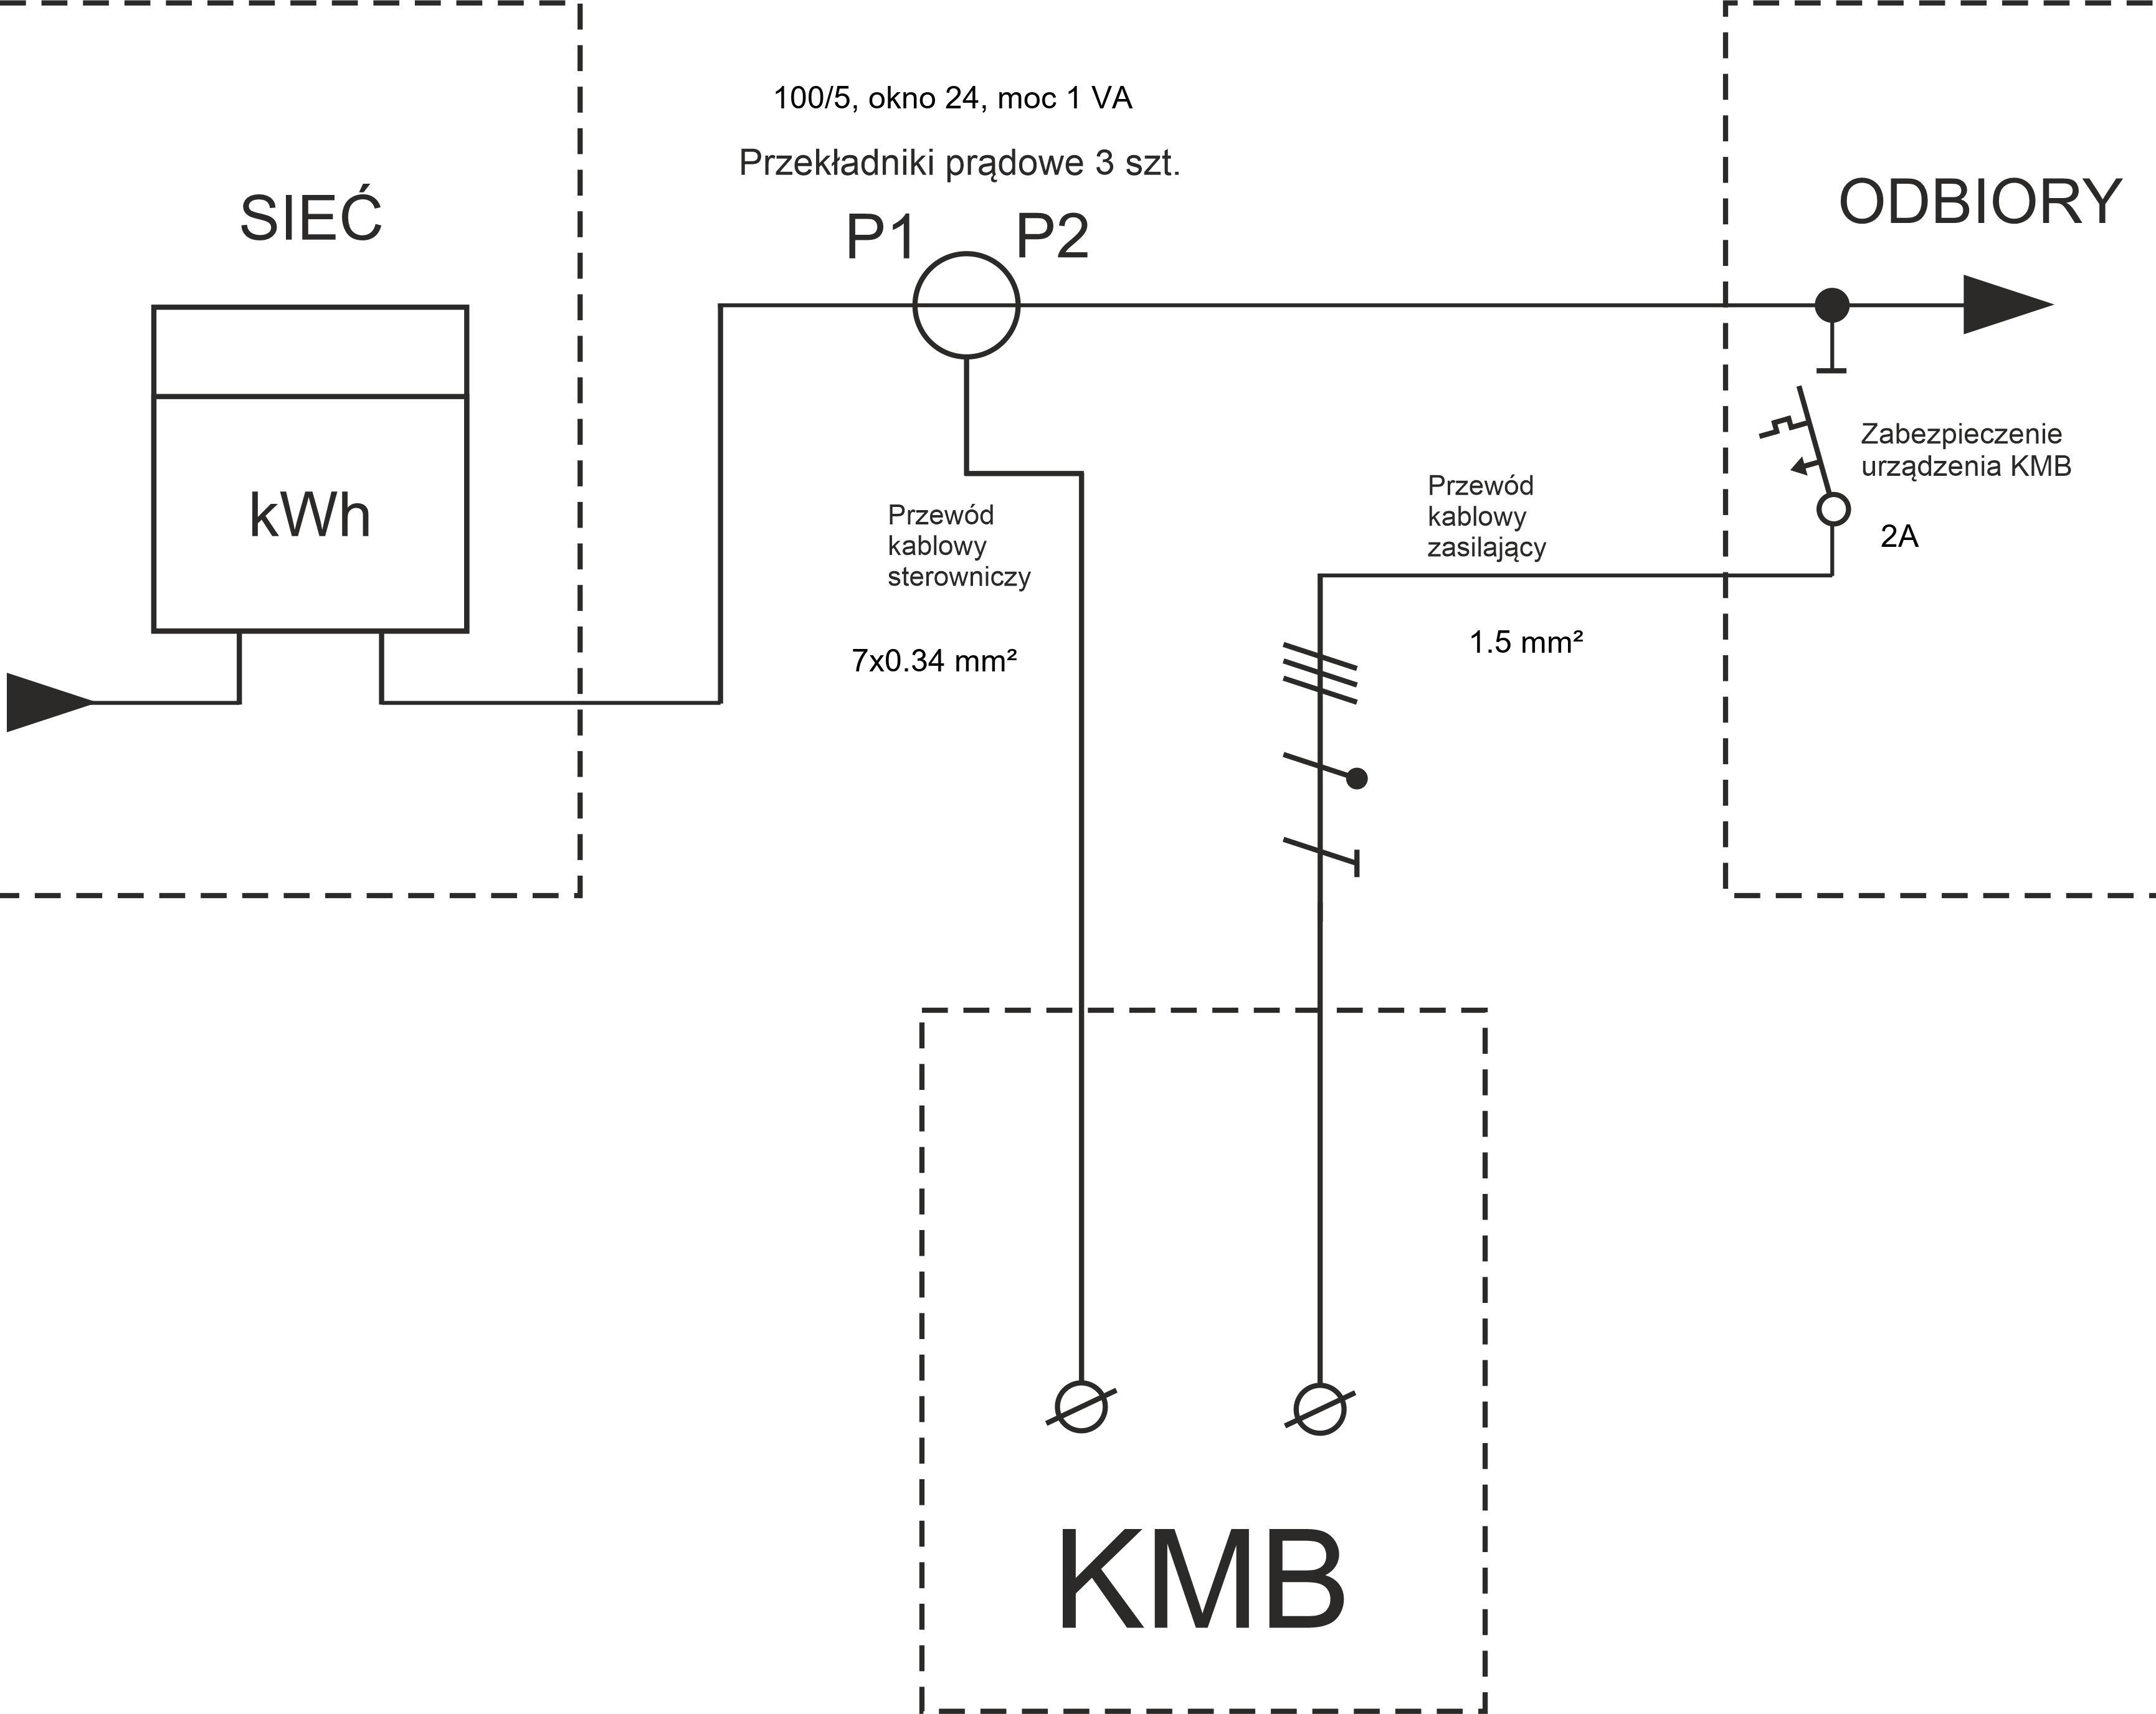 100/5, okno 24, moc 1 VA
Przekładniki prądowe 3 szt.
SIEĆ
P1
P2
ODBIORY
kWh
Zabezpieczenie
urządzenia KMB
2A
Przewód
kablowy
sterowniczy
7x0.34 mm²
Przewód
kablowy
zasilający
1.5 mm²
KMB